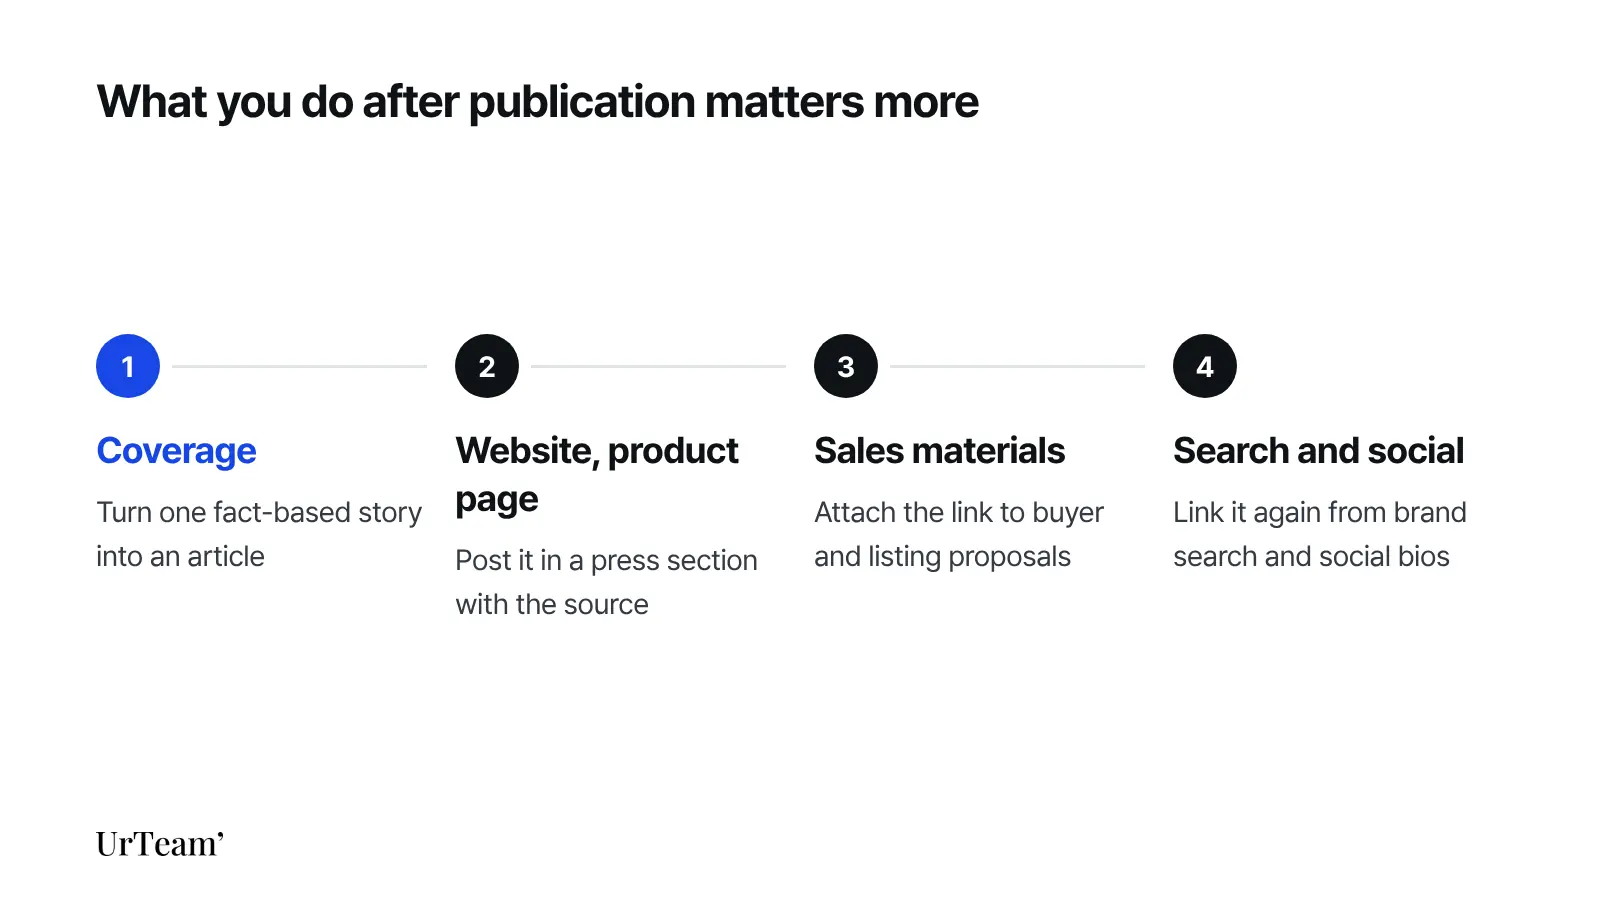 What you do after publication matters more
1
Coverage
Turn one fact-based story
into an article
2
Website, product
page
Post it in a press section
with the source
3
Sales materials
Attach the link to buyer
and listing proposals
4
Search and social
Link it again from brand
search and social bios
UrTeam’